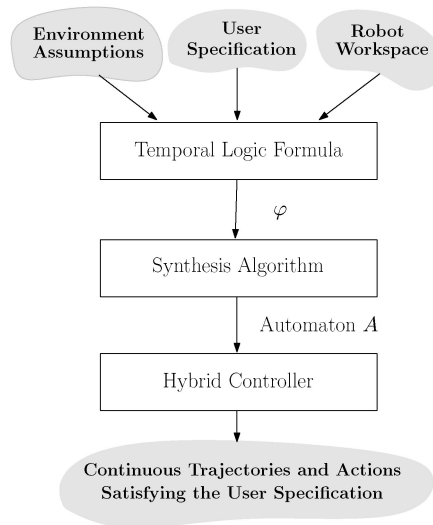 Environment
Assumptions
User
Specification
Robot
Workspace
Temporal Logic Formula
φ
Synthesis Algorithm
Automaton A
Hybrid Controller
Continuous Trajectories and Actions
Satisfying the User Specification